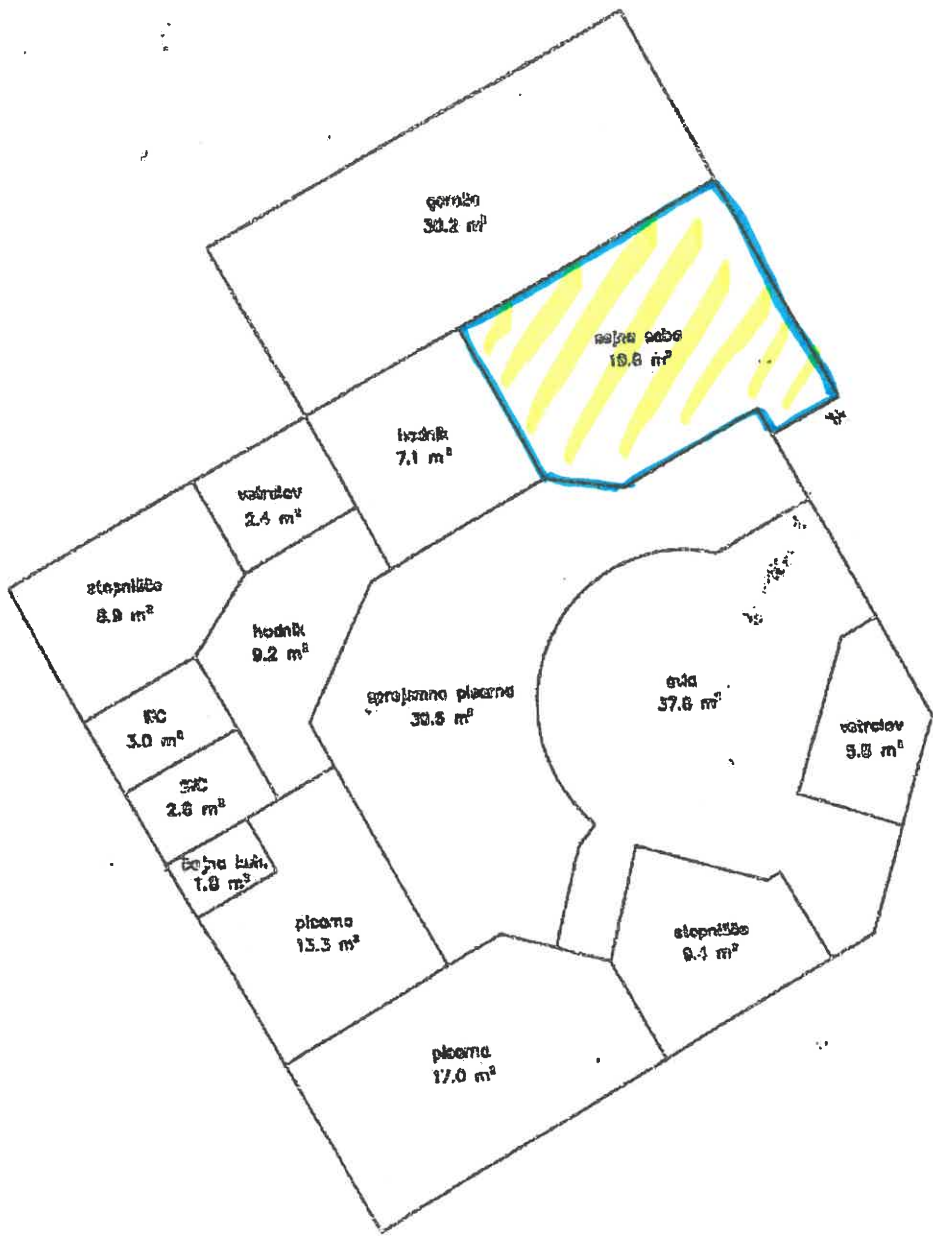 garaža
30.2 m²
sejna soba
19.8 m²
hodnik
7.1 m²
vetrolov
2.4 m²
stopnišče
8.9 m²
hodnik
9.2 m²
sprejemna pisarna
30.5 m²
avla
37.6 m²
WC
3.0 m²
vetrolov
5.8 m²
WC
2.6 m²
čajna kuh.
1.8 m²
pisarna
13.3 m²
stopnišče
9.4 m²
pisarna
17.0 m²